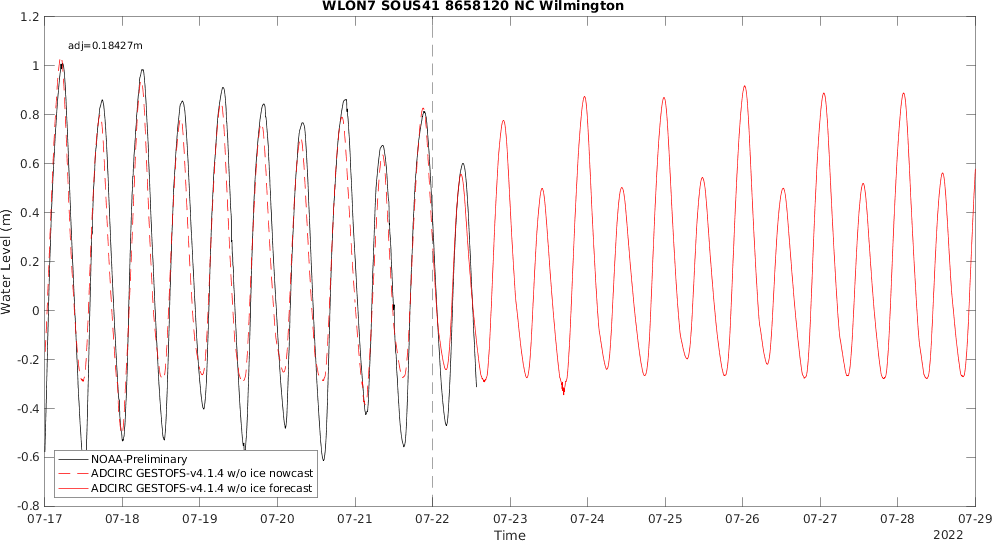 WLON7 SOUS41 8658120 NC Wilmington
1.2
adj=0.18427m
1
0.8
0.6
0.4
0.2
0
-0.2
-0.4
-0.6
-0.8
Water Level (m)
NOAA-Preliminary
ADCIRC GESTOFS-v4.1.4 w/o ice nowcast
ADCIRC GESTOFS-v4.1.4 w/o ice forecast
07-17 07-18 07-19 07-20 07-21 07-22 07-23 07-24 07-25 07-26 07-27 07-28 07-29
Time
2022